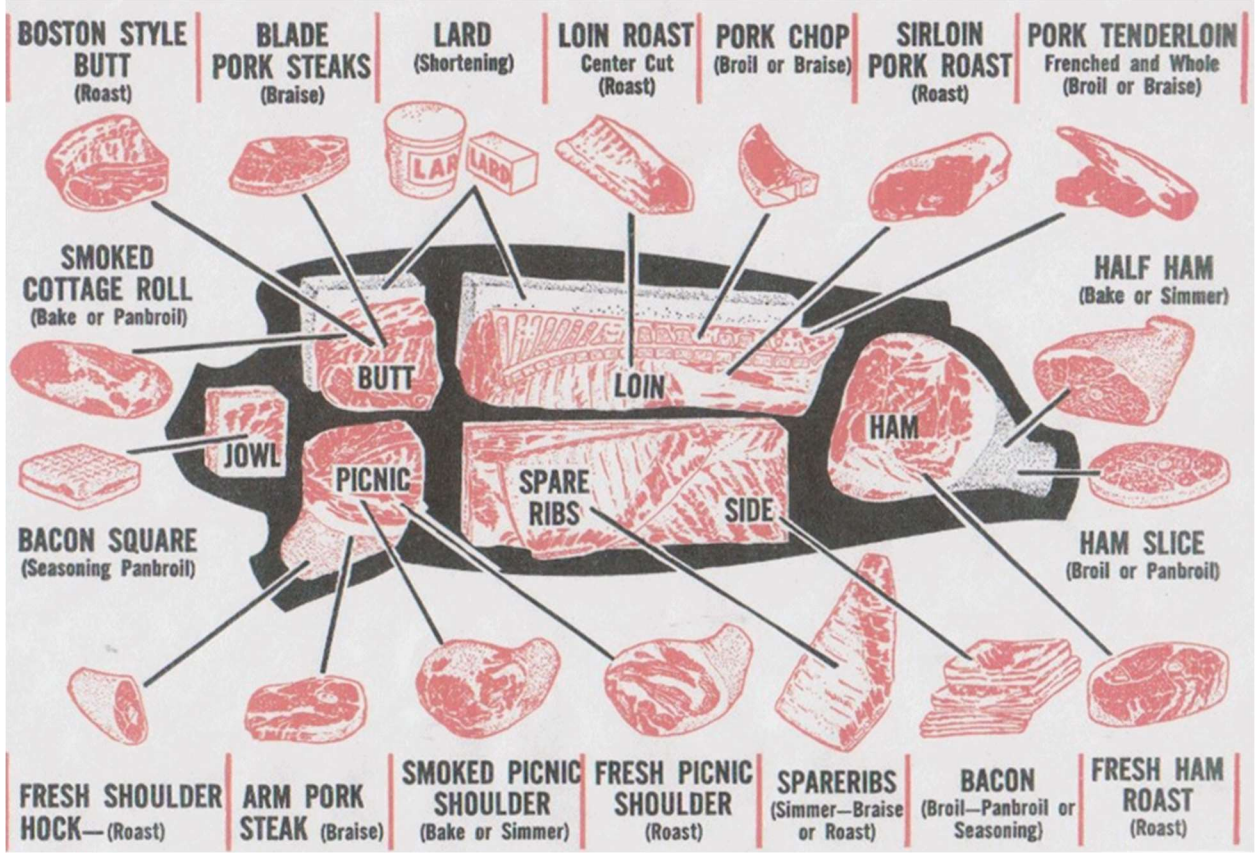 BOSTON STYLE
BUTT
(Roast)
BLADE
PORK STEAKS
(Braise)
LARD
(Shortening)
LOIN ROAST
Center Cut
(Roast)
PORK CHOP
(Broil or Braise)
SIRLOIN
PORK ROAST
(Roast)
PORK TENDERLOIN
Frenched and Whole
(Broil or Braise)
LAR
LARD
SMOKED
COTTAGE ROLL
(Bake or Panbroil)
HALF HAM
(Bake or Simmer)
BUTT
LOIN
HAM
JOWL
PICNIC
SPARE
RIBS
SIDE
BACON SQUARE
(Seasoning Panbroil)
HAM SLICE
(Broil or Panbroil)
FRESH SHOULDER
HOCK—(Roast)
ARM PORK
STEAK (Braise)
SMOKED PICNIC
SHOULDER
(Bake or Simmer)
FRESH PICNIC
SHOULDER
(Roast)
SPARERIBS
(Simmer—Braise
or Roast)
BACON
(Broil—Panbroil or
Seasoning)
FRESH HAM
ROAST
(Roast)